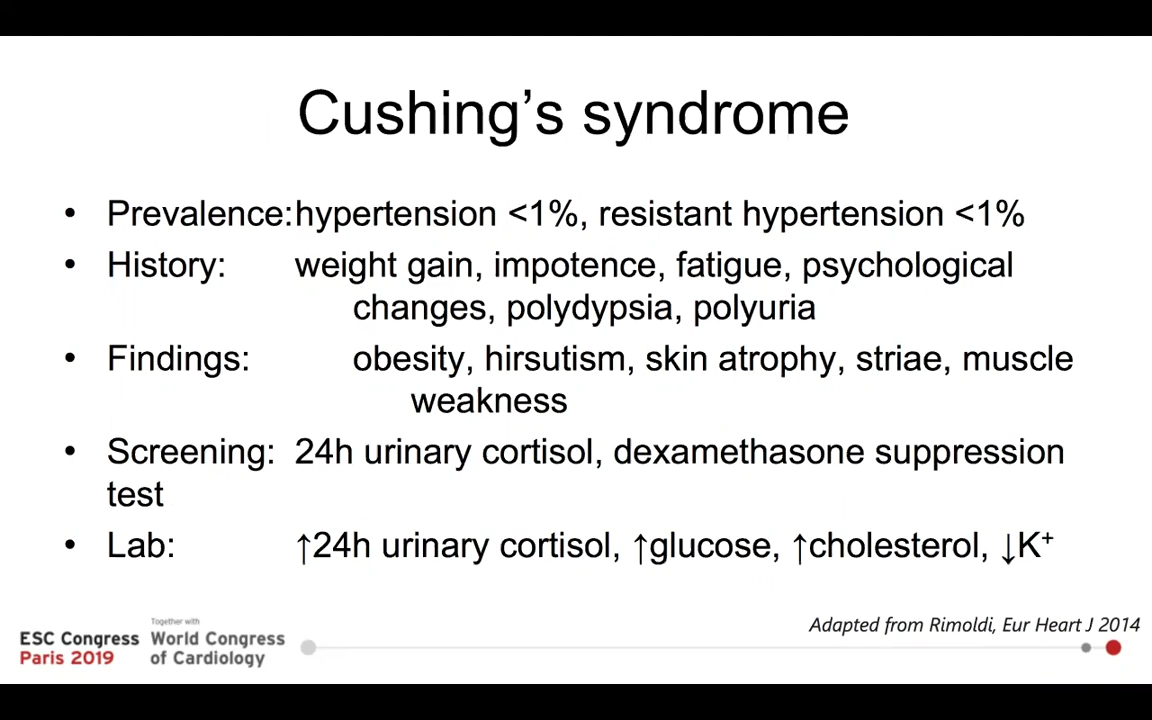 Cushing’s syndrome
• Prevalence:hypertension <1%, resistant hypertension <1%
• History: weight gain, impotence, fatigue, psychological
changes, polydypsia, polyuria
• Findings: obesity, hirsutism, skin atrophy, striae, muscle
weakness
• Screening: 24h urinary cortisol, dexamethasone suppression
test
• Lab: ↑24h urinary cortisol, ↑glucose, ↑cholesterol, ↓K⁺
Adapted from Rimoldi, Eur Heart J 2014
ESC Congress
Paris 2019
Together with
World Congress
of Cardiology